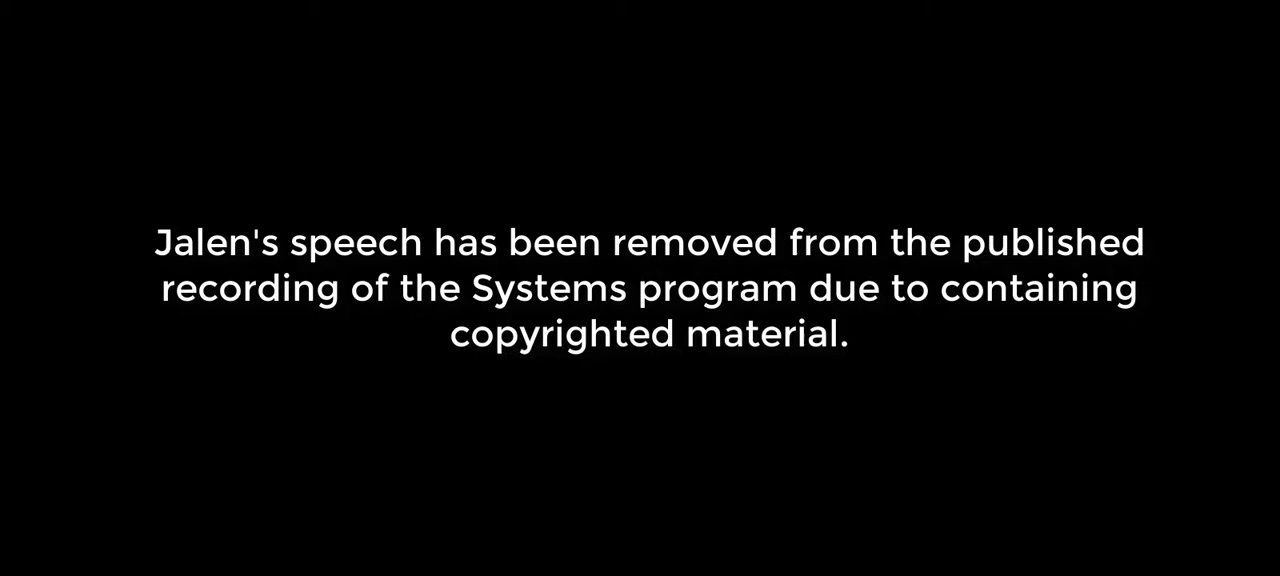 Jalen's speech has been removed from the published
recording of the Systems program due to containing
copyrighted material.